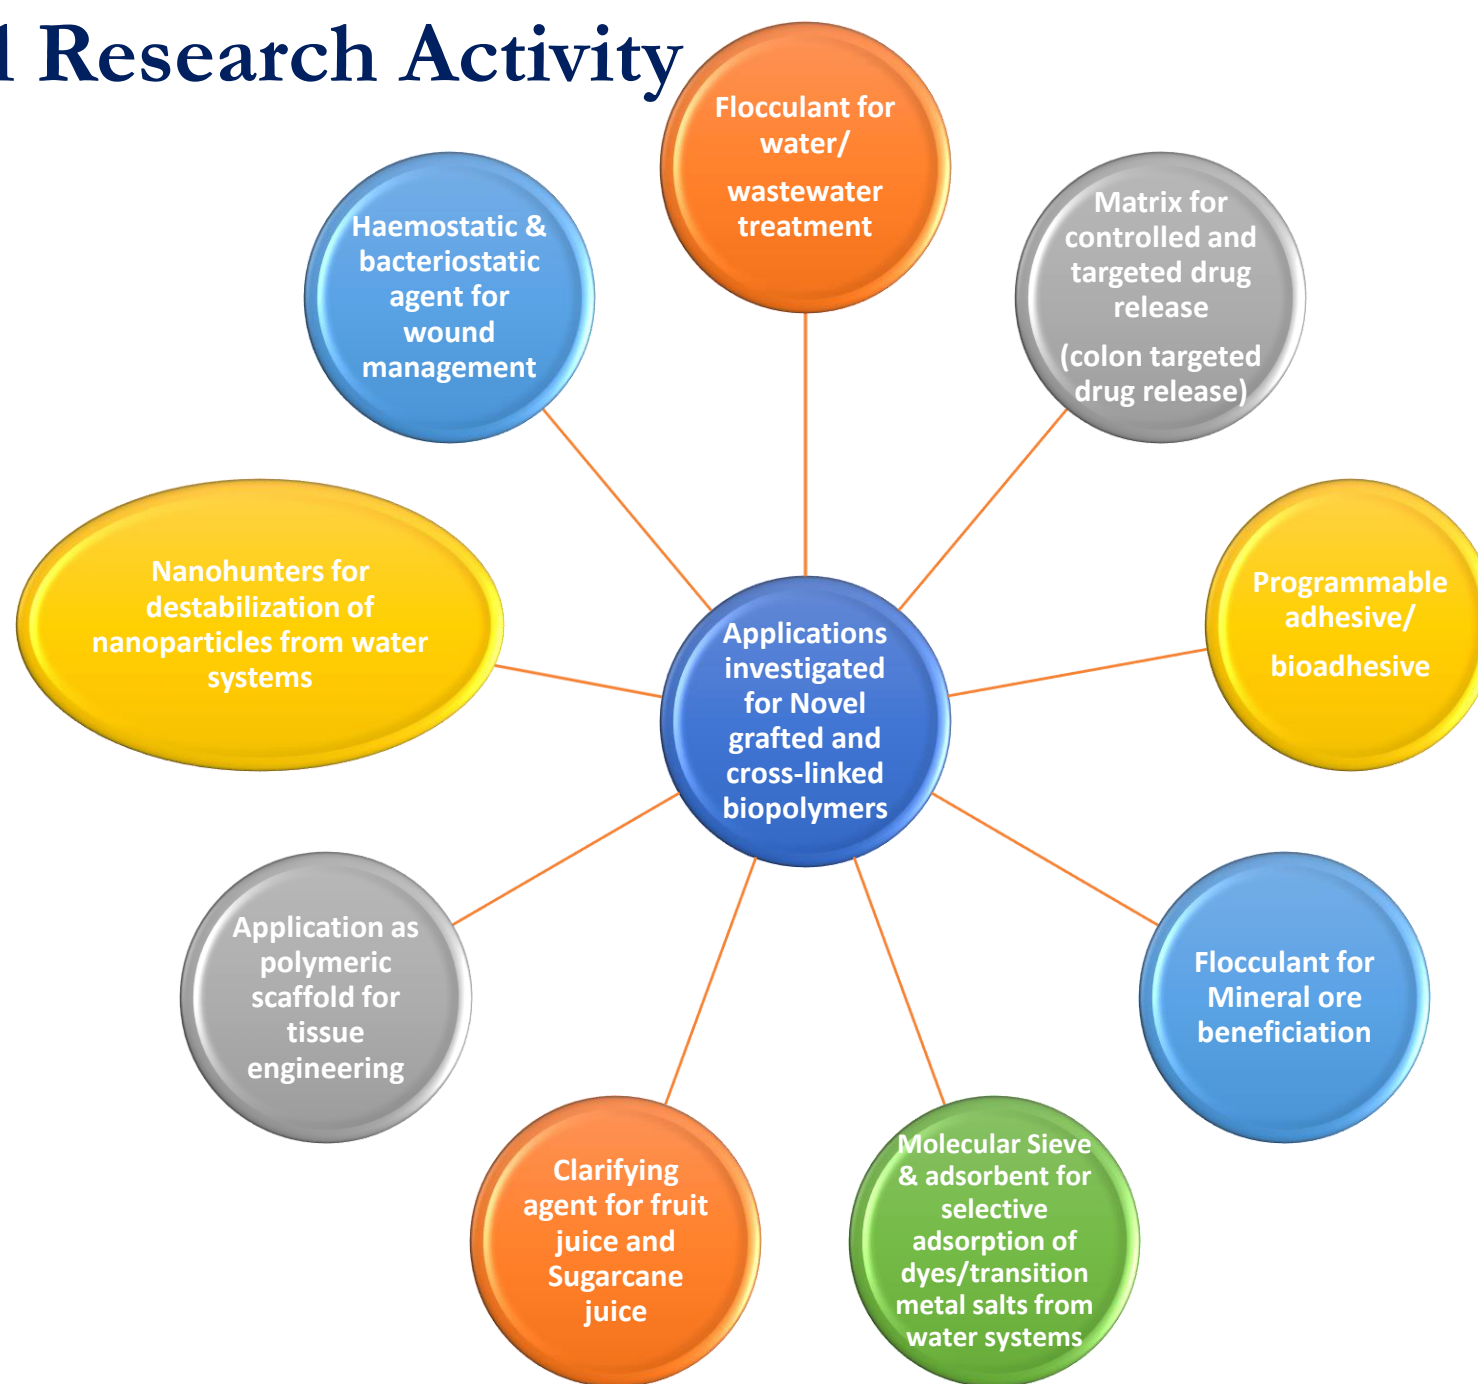 Research Activity
Flocculant for
water/
wastewater
treatment
Haemostatic &
bacteriostatic
agent for
wound
management
Matrix for
controlled and
targeted drug
release
(colon targeted
drug release)
Nanohunters for
destabilization of
nanoparticles from water
systems
Applications
investigated
for Novel
grafted and
cross-linked
biopolymers
Programmable
adhesive/
bioadhesive
Application as
polymeric
scaffold for
tissue
engineering
Flocculant for
Mineral ore
beneficiation
Clarifying
agent for fruit
juice and
Sugarcane
juice
Molecular Sieve
& adsorbent for
selective
adsorption of
dyes/transition
metal salts from
water systems